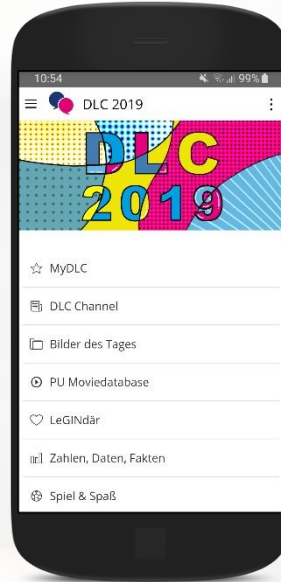 10:54 99%
DLC 2019
DLC
2019
MyDLC
DLC Channel
Bilder des Tages
PU Moviedatabase
LeGINdär
Zahlen, Daten, Fakten
Spiel & Spaß